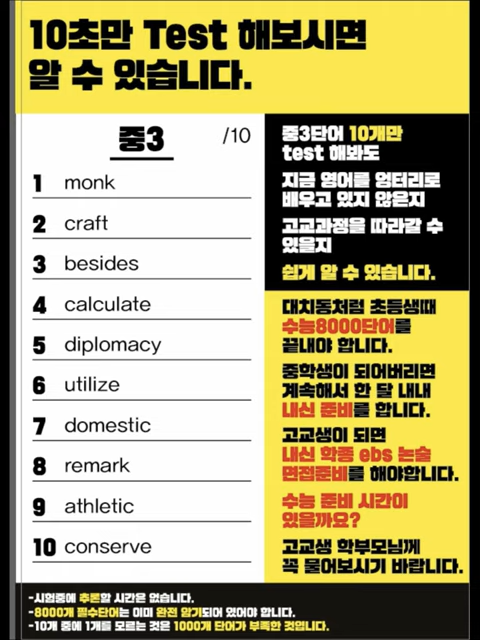 10초만 Test 해보시면
알 수 있습니다.
중3 /10
1 monk
2 craft
3 besides
4 calculate
5 diplomacy
6 utilize
7 domestic
8 remark
9 athletic
10 conserve
중3단어 10개만
test 해봐도
지금 영어를 엉터리로
배우고 있지 않은지
고교과정을 따라갈 수
있을지
쉽게 알 수 있습니다.
대치동처럼 초등생때
수능8000단어를
끝내야 합니다.
중학생이 되어버리면
계속해서 한 달 내내
내신 준비를 합니다.
고교생이 되면
내신 학종 ebs 논술
면접준비를 해야합니다.
수능 준비 시간이
있을까요?
고교생 학부모님께
꼭 물어보시기 바랍니다.
-시험중에 추론할 시간은 없습니다.
-8000개 필수단어는 이미 완전 암기되어 있어야 합니다.
-10개 중에 1개를 모르는 것은 1000개 단어가 부족한 것입니다.